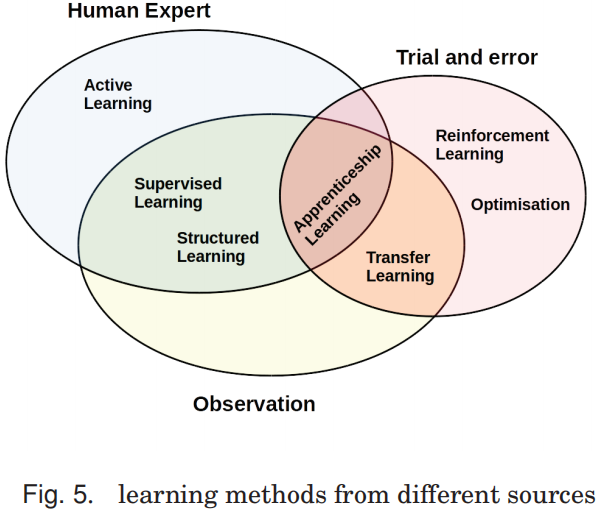 Human Expert
Trial and error
Active
Learning
Reinforcement
Learning
Supervised
Learning
Apprenticeship
Learning
Optimisation
Structured
Learning
Transfer
Learning
Observation
Fig. 5. learning methods from different sources